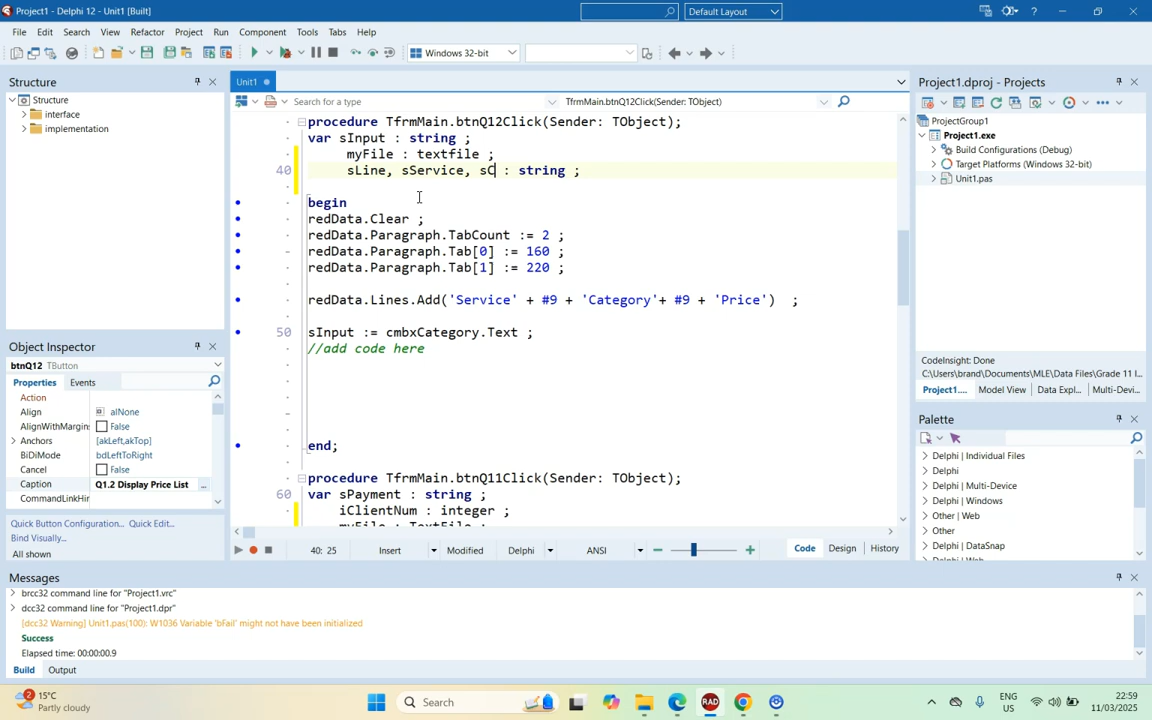 Project1 - Delphi 12 - Unit1 [Built]
Default Layout
?
File Edit Search View Refactor Project Run Component Tools Tabs Help
Windows 32-bit
Structure
Structure
interface
implementation
Unit1
Search for a type
TfrmMain.btnQ12Click(Sender: TObject)
procedure TfrmMain.btnQ12Click(Sender: TObject);
var sInput : string ;
myFile : textfile ;
40 sLine, sService, sC : string ;
begin
redData.Clear ;
redData.Paragraph.TabCount := 2 ;
redData.Paragraph.Tab[0] := 160 ;
redData.Paragraph.Tab[1] := 220 ;
redData.Lines.Add('Service' + #9 + 'Category'+ #9 + 'Price') ;
50 sInput := cmbxCategory.Text ;
//add code here
end;
procedure TfrmMain.btnQ11Click(Sender: TObject);
60 var sPayment : string ;
iClientNum : integer ;
myFile : TextFile ;
40: 25 Insert Modified Delphi ANSI
Code Design History
Object Inspector
btnQ12 TButton
Properties Events
Action
Align alNone
AlignWithMargins False
Anchors [akLeft,akTop]
BiDiMode bdLeftToRight
Cancel False
Caption Q1.2 Display Price List ...
CommandLinkHin
Quick Button Configuration... Quick Edit...
Bind Visually...
All shown
Project1.dproj - Projects
ProjectGroup1
Project1.exe
Build Configurations (Debug)
Target Platforms (Windows 32-bit)
Unit1.pas
CodeInsight: Done
C:\Users\brand\Documents\MLE\Data Files\Grade 11 I...
Project1.... Model View Data Expl... Multi-Devi...
Palette
Delphi | Individual Files
Delphi
Delphi | Multi-Device
Delphi | Windows
Other | Web
Other
Delphi | DataSnap
Delphi | Web
Messages
brcc32 command line for "Project1.vrc"
dcc32 command line for "Project1.dpr"
[dcc32 Warning] Unit1.pas(100): W1036 Variable 'bFail' might not have been initialized
Success
Elapsed time: 00:00:00.9
Build Output
2
15°C
Partly cloudy
Search
RAD
ENG
US
22:59
11/03/2025